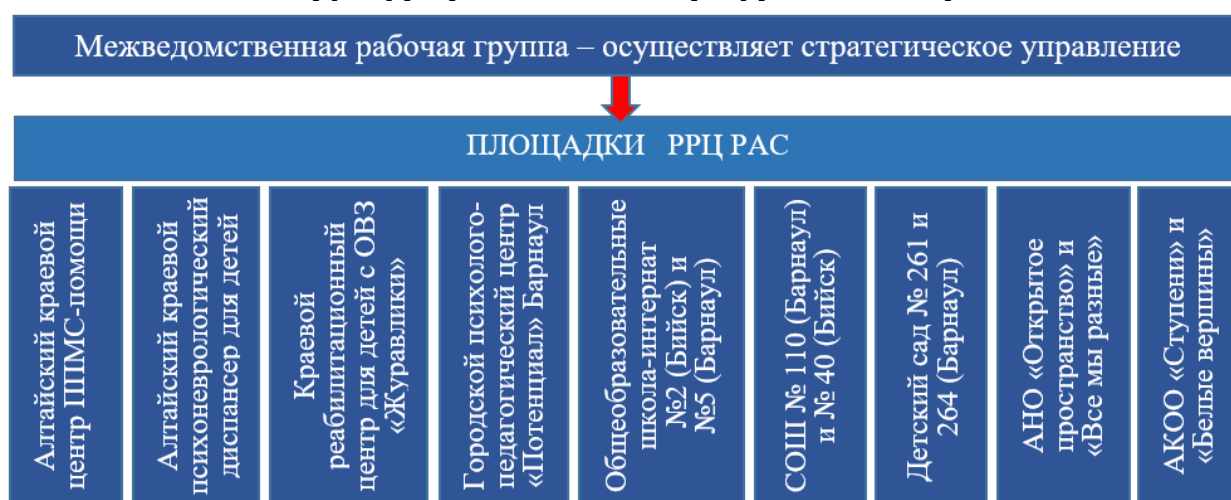 Межведомственная рабочая группа – осуществляет стратегическое управление
ПЛОЩАДКИ РРЦ РАС
Алтайский краевой
центр ППМС-помощи
Алтайский краевой
психоневрологический
диспансер для детей
Краевой
реабилитационный
центр для детей с ОВЗ
«Журавлики»
Городской психолого-
педагогический центр
«Потенциал» Барнаул
Общеобразовательные
школа-интернат
№2 (Бийск) и
№5 (Барнаул)
СОШ № 110 (Барнаул)
и № 40 (Бийск)
Детский сад № 261 и
264 (Барнаул)
АНО «Открытое
пространство» и
«Все мы разные»
АКОО «Ступени» и
«Белые вершины»